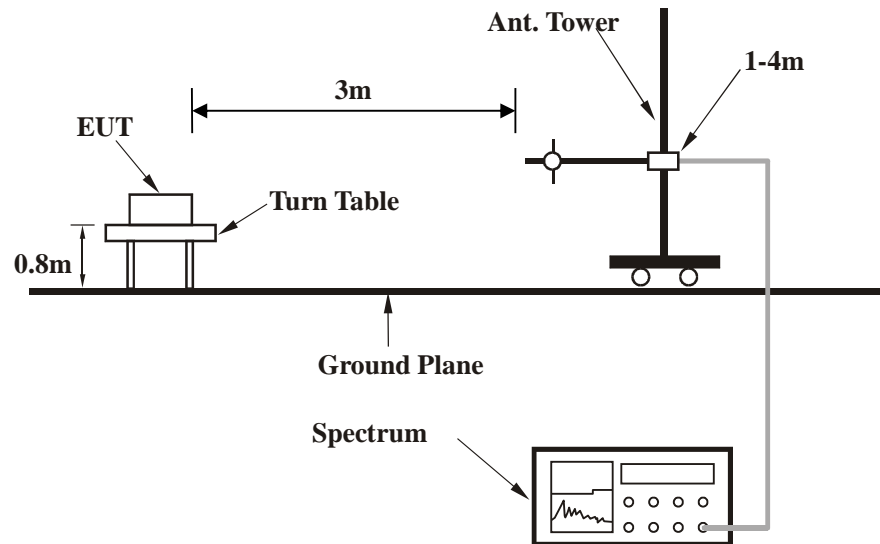 Ant. Tower
1-4m
3m
EUT
Turn Table
0.8m
Ground Plane
Spectrum